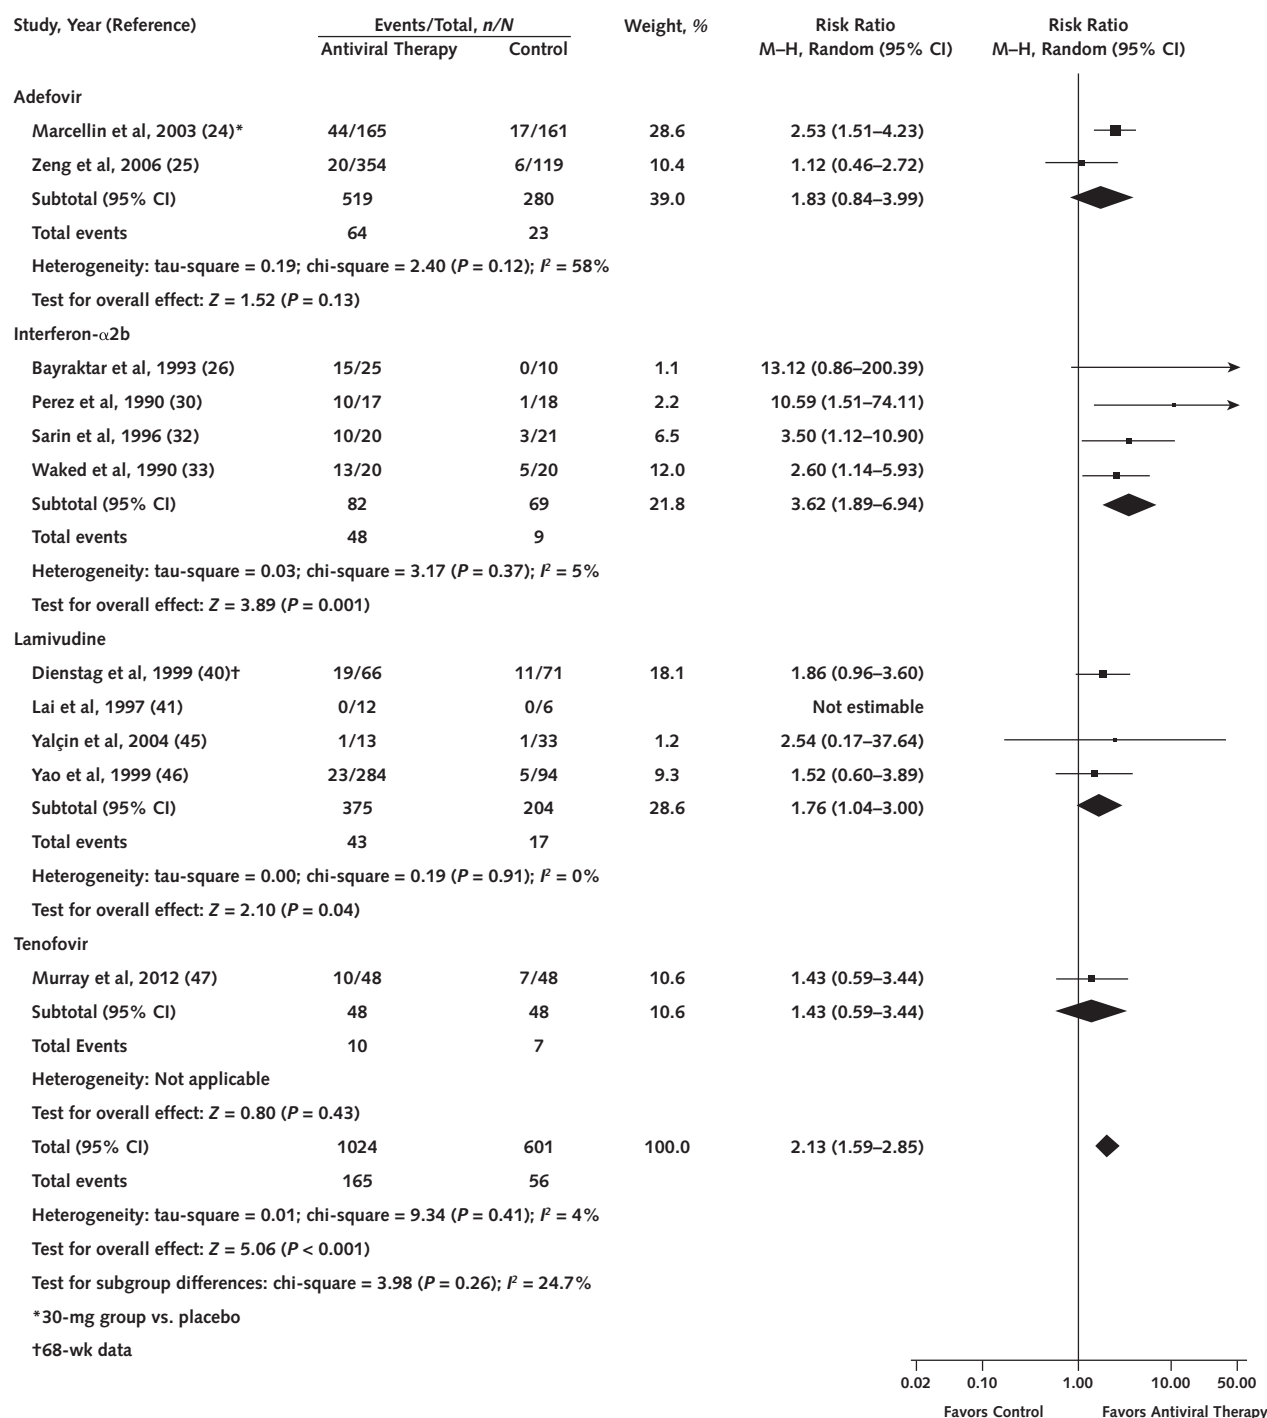 Study, Year (Reference) Events/Total, n/N Weight, % Risk Ratio Risk Ratio
Antiviral Therapy Control M–H, Random (95% CI) M–H, Random (95% CI)
Adefovir
Marcellin et al, 2003 (24)* 44/165 17/161 28.6 2.53 (1.51–4.23)
Zeng et al, 2006 (25) 20/354 6/119 10.4 1.12 (0.46–2.72)
Subtotal (95% CI) 519 280 39.0 1.83 (0.84–3.99)
Total events 64 23
Heterogeneity: tau-square = 0.19; chi-square = 2.40 (P = 0.12); I² = 58%
Test for overall effect: Z = 1.52 (P = 0.13)
Interferon-α2b
Bayraktar et al, 1993 (26) 15/25 0/10 1.1 13.12 (0.86–200.39)
Perez et al, 1990 (30) 10/17 1/18 2.2 10.59 (1.51–74.11)
Sarin et al, 1996 (32) 10/20 3/21 6.5 3.50 (1.12–10.90)
Waked et al, 1990 (33) 13/20 5/20 12.0 2.60 (1.14–5.93)
Subtotal (95% CI) 82 69 21.8 3.62 (1.89–6.94)
Total events 48 9
Heterogeneity: tau-square = 0.03; chi-square = 3.17 (P = 0.37); I² = 5%
Test for overall effect: Z = 3.89 (P = 0.001)
Lamivudine
Dienstag et al, 1999 (40)† 19/66 11/71 18.1 1.86 (0.96–3.60)
Lai et al, 1997 (41) 0/12 0/6 Not estimable
Yalçin et al, 2004 (45) 1/13 1/33 1.2 2.54 (0.17–37.64)
Yao et al, 1999 (46) 23/284 5/94 9.3 1.52 (0.60–3.89)
Subtotal (95% CI) 375 204 28.6 1.76 (1.04–3.00)
Total events 43 17
Heterogeneity: tau-square = 0.00; chi-square = 0.19 (P = 0.91); I² = 0%
Test for overall effect: Z = 2.10 (P = 0.04)
Tenofovir
Murray et al, 2012 (47) 10/48 7/48 10.6 1.43 (0.59–3.44)
Subtotal (95% CI) 48 48 10.6 1.43 (0.59–3.44)
Total Events 10 7
Heterogeneity: Not applicable
Test for overall effect: Z = 0.80 (P = 0.43)
Total (95% CI) 1024 601 100.0 2.13 (1.59–2.85)
Total events 165 56
Heterogeneity: tau-square = 0.01; chi-square = 9.34 (P = 0.41); I² = 4%
Test for overall effect: Z = 5.06 (P < 0.001)
Test for subgroup differences: chi-square = 3.98 (P = 0.26); I² = 24.7%
*30-mg group vs. placebo
†68-wk data
0.02 0.10 1.00 10.00 50.00
Favors Control Favors Antiviral Therapy